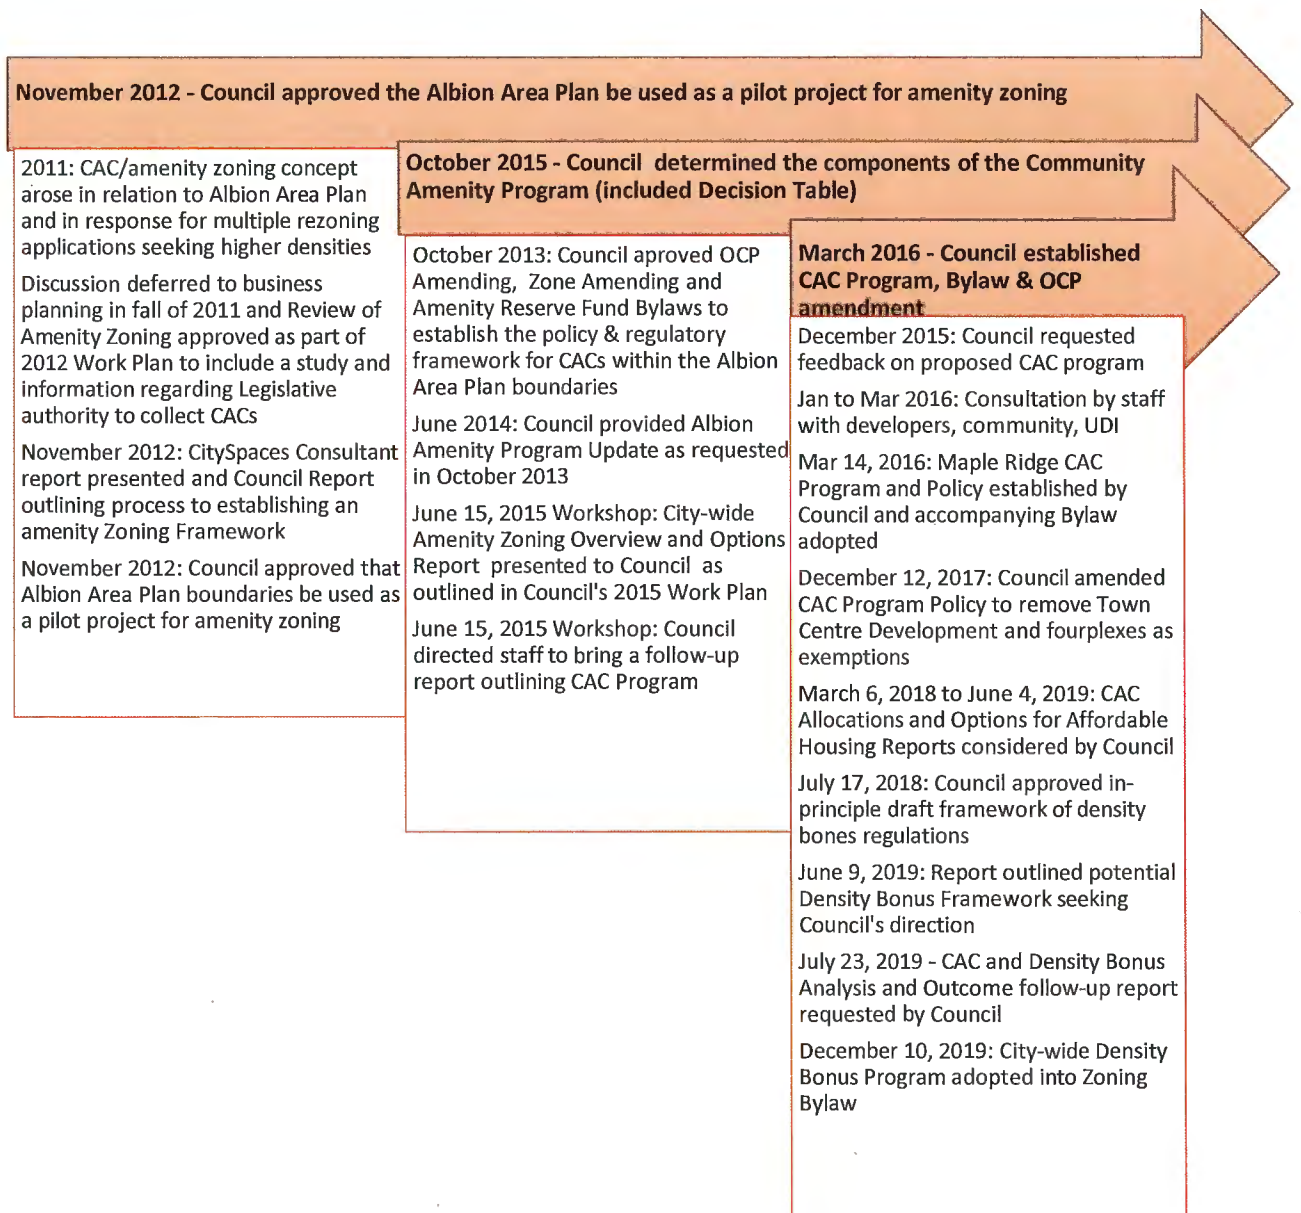 November 2012 - Council approved the Albion Area Plan be used as a pilot project for amenity zoning
2011: CAC/amenity zoning concept
arose in relation to Albion Area Plan
and in response for multiple rezoning
applications seeking higher densities
Discussion deferred to business
planning in fall of 2011 and Review of
Amenity Zoning approved as part of
2012 Work Plan to include a study and
information regarding Legislative
authority to collect CACs
November 2012: CitySpaces Consultant
report presented and Council Report
outlining process to establishing an
amenity Zoning Framework
November 2012: Council approved that
Albion Area Plan boundaries be used as
a pilot project for amenity zoning
October 2015 - Council determined the components of the Community
Amenity Program (included Decision Table)
October 2013: Council aproved OCP
Amending, Zone Amending and
Amenity Reserve Fund Bylaws to
establish the policy & regulatory
framework for CACs within the Albion
Area Plan boundaries
June 2014: Council provided Albion
Amenity Program Update as requested
in October 2013
June 15, 2015 Workshop: City-wide
Amenity Zoning Overview and Options
Report presented to Council as
outlined in Council's 2015 Work Plan
June 15, 2015 Workshop: Council
directed staff to bring a follow-up
report outlining CAC Program
March 2016 - Council established
CAC Program, Bylaw & OCP
amendment
December 2015: Council requested
feedback on proposed CAC program
Jan to Mar 2016: Consultation by staff
with developers, community, UDI
Mar 14, 2016: Maple Ridge CAC
Program and Policy established by
Council and accompanying Bylaw
adopted
December 12, 2017: Council amended
CAC Program Policy to remove Town
Centre Development and fourplexes as
exemptions
March 6, 2018 to June 4, 2019: CAC
Allocations and Options for Affordable
Housing Reports considered by Council
July 17, 2018: Council approved in-
principle draft framework of density
bones regulations
June 9, 2019: Report outlined potential
Density Bonus Framework seeking
Council's direction
July 23, 2019 - CAC and Density Bonus
Analysis and Outcome follow-up report
requested by Council
December 10, 2019: City-wide Density
Bonus Program adopted into Zoning
Bylaw